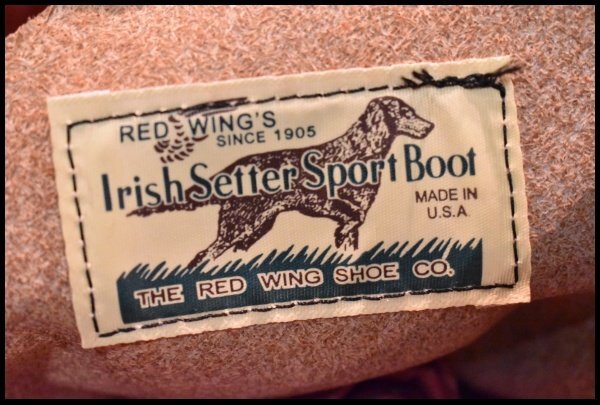 RED WING'S
SINCE 1905
Irish Setter Sport Boot
MADE IN
U.S.A
THE RED WING SHOE CO.